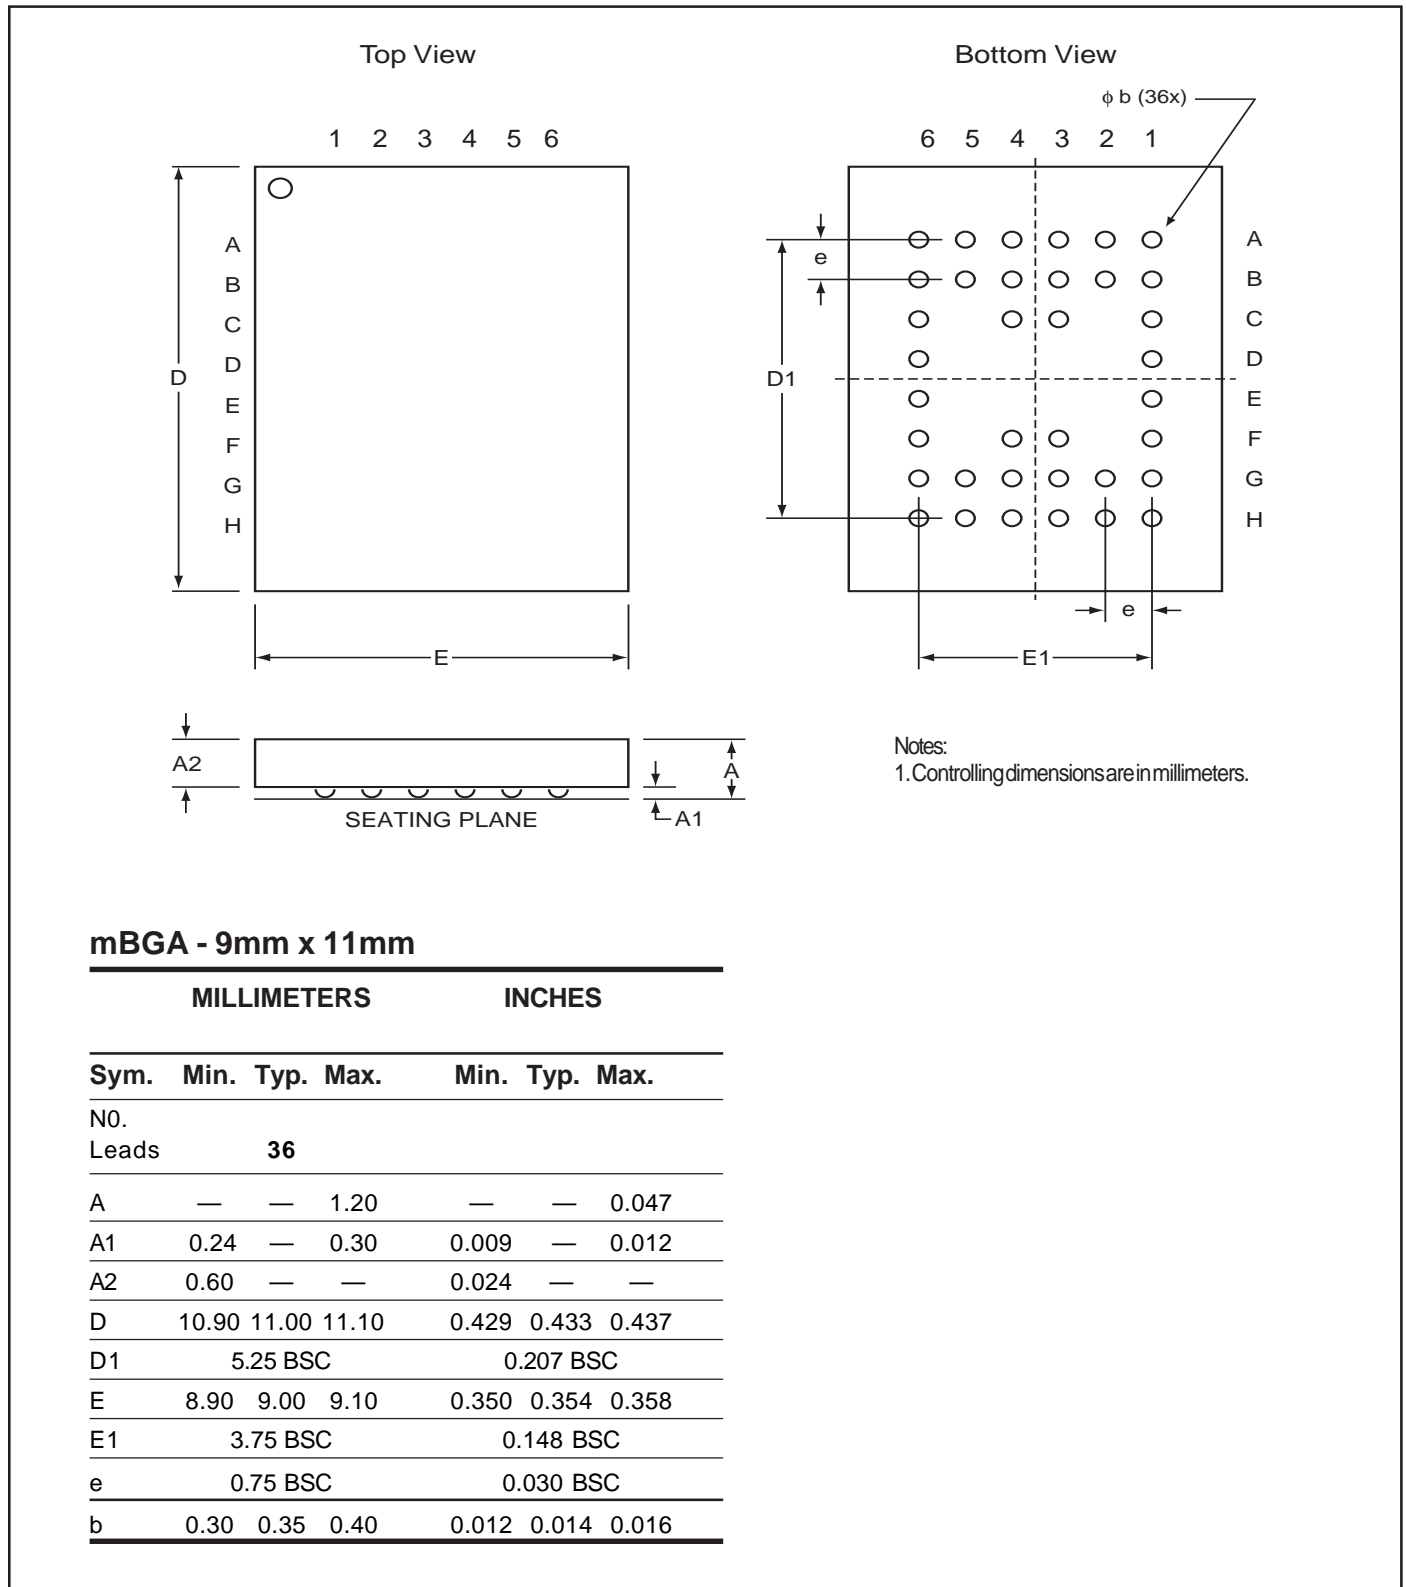 Top View
Bottom View
ϕ b (36x)
1 2 3 4 5 6
6 5 4 3 2 1
A
B
C
D
E
F
G
H
D
E
e
D1
A
B
C
D
E
F
G
H
e
E1
A2
A
A1
SEATING PLANE
Notes:
1. Controlling dimensions are in millimeters.
mBGA - 9mm x 11mm
MILLIMETERS INCHES
Sym. Min. Typ. Max. Min. Typ. Max.
N0.
Leads 36
A — — 1.20 — — 0.047
A1 0.24 — 0.30 0.009 — 0.012
A2 0.60 — — 0.024 — —
D 10.90 11.00 11.10 0.429 0.433 0.437
D1 5.25 BSC 0.207 BSC
E 8.90 9.00 9.10 0.350 0.354 0.358
E1 3.75 BSC 0.148 BSC
e 0.75 BSC 0.030 BSC
b 0.30 0.35 0.40 0.012 0.014 0.016